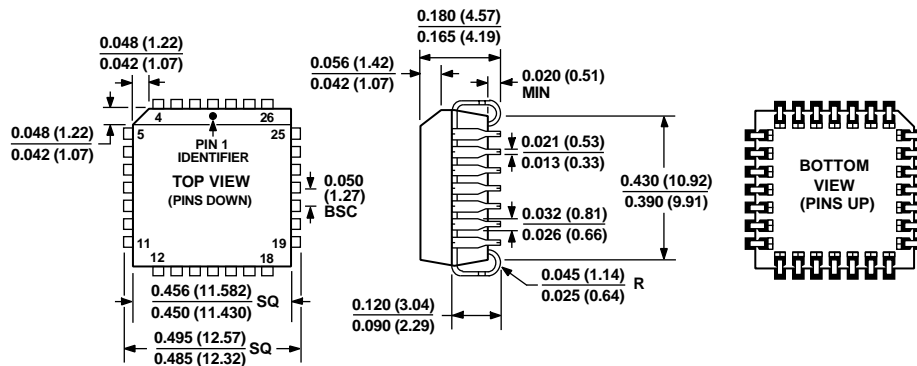 0.180 (4.57)
0.165 (4.19)
0.048 (1.22)
0.042 (1.07)
0.056 (1.42)
0.042 (1.07)
0.020 (0.51)
MIN
0.048 (1.22)
0.042 (1.07)
4
26
5
25
PIN 1
IDENTIFIER
TOP VIEW
(PINS DOWN)
0.050
(1.27)
BSC
11
19
12
18
0.021 (0.53)
0.013 (0.33)
0.032 (0.81)
0.026 (0.66)
0.430 (10.92)
0.390 (9.91)
BOTTOM
VIEW
(PINS UP)
0.456 (11.582) SQ
0.450 (11.430)
0.495 (12.57) SQ
0.485 (12.32)
0.120 (3.04)
0.090 (2.29)
0.045 (1.14) R
0.025 (0.64)